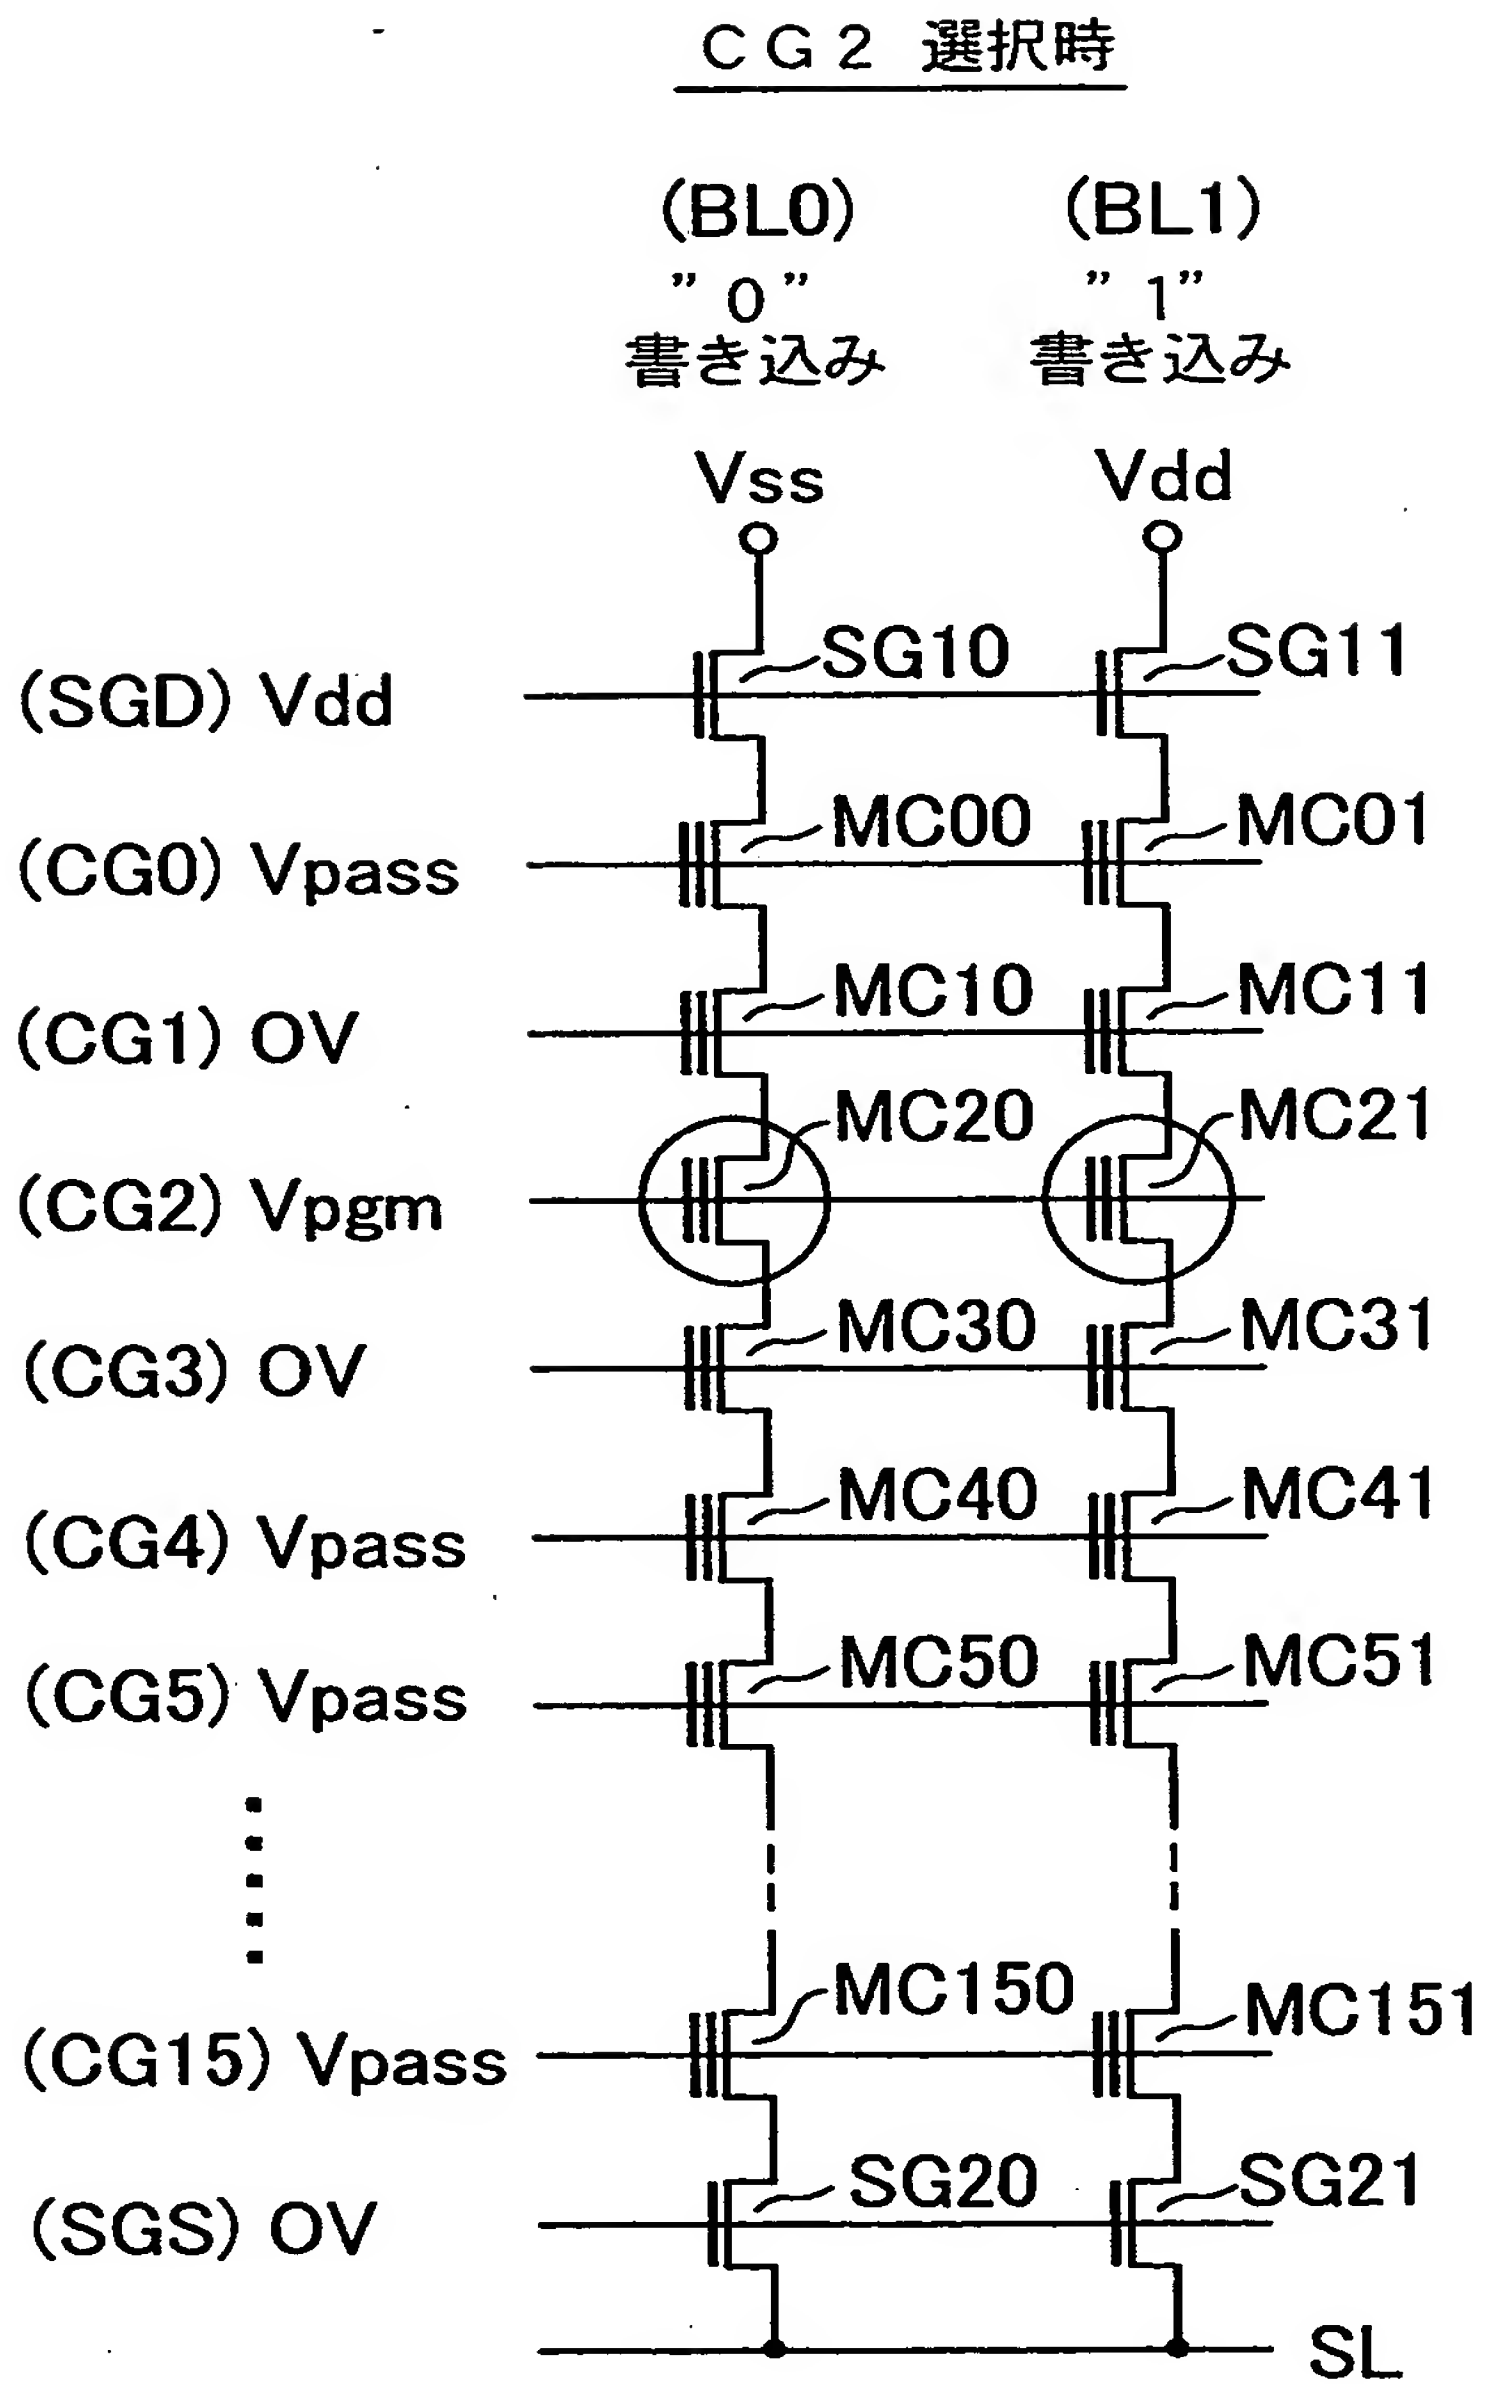 CG2 選択時
(BL0) (BL1)
"0" "1"
書き込み 書き込み
Vss Vdd
SG10 SG11
(SGD) Vdd
MC00 MC01
(CG0) Vpass
MC10 MC11
(CG1) 0V
MC20 MC21
(CG2) Vpgm
MC30 MC31
(CG3) 0V
MC40 MC41
(CG4) Vpass
MC50 MC51
(CG5) Vpass
MC150 MC151
(CG15) Vpass
SG20 SG21
(SGS) 0V
SL